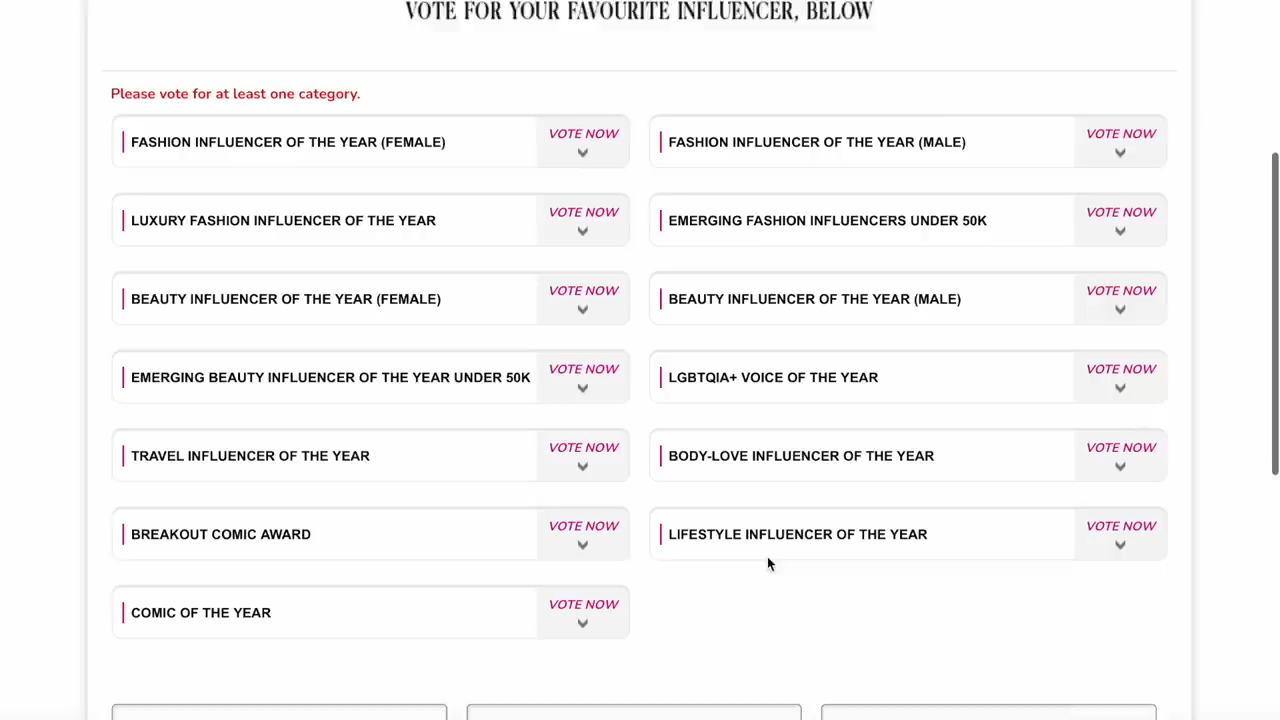 VOTE FOR YOUR FAVOURITE INFLUENCER, BELOW
Please vote for at least one category.
FASHION INFLUENCER OF THE YEAR (FEMALE)
VOTE NOW
FASHION INFLUENCER OF THE YEAR (MALE)
VOTE NOW
LUXURY FASHION INFLUENCER OF THE YEAR
VOTE NOW
EMERGING FASHION INFLUENCERS UNDER 50K
VOTE NOW
BEAUTY INFLUENCER OF THE YEAR (FEMALE)
VOTE NOW
BEAUTY INFLUENCER OF THE YEAR (MALE)
VOTE NOW
EMERGING BEAUTY INFLUENCER OF THE YEAR UNDER 50K
VOTE NOW
LGBTQIA+ VOICE OF THE YEAR
VOTE NOW
TRAVEL INFLUENCER OF THE YEAR
VOTE NOW
BODY-LOVE INFLUENCER OF THE YEAR
VOTE NOW
BREAKOUT COMIC AWARD
VOTE NOW
LIFESTYLE INFLUENCER OF THE YEAR
VOTE NOW
COMIC OF THE YEAR
VOTE NOW